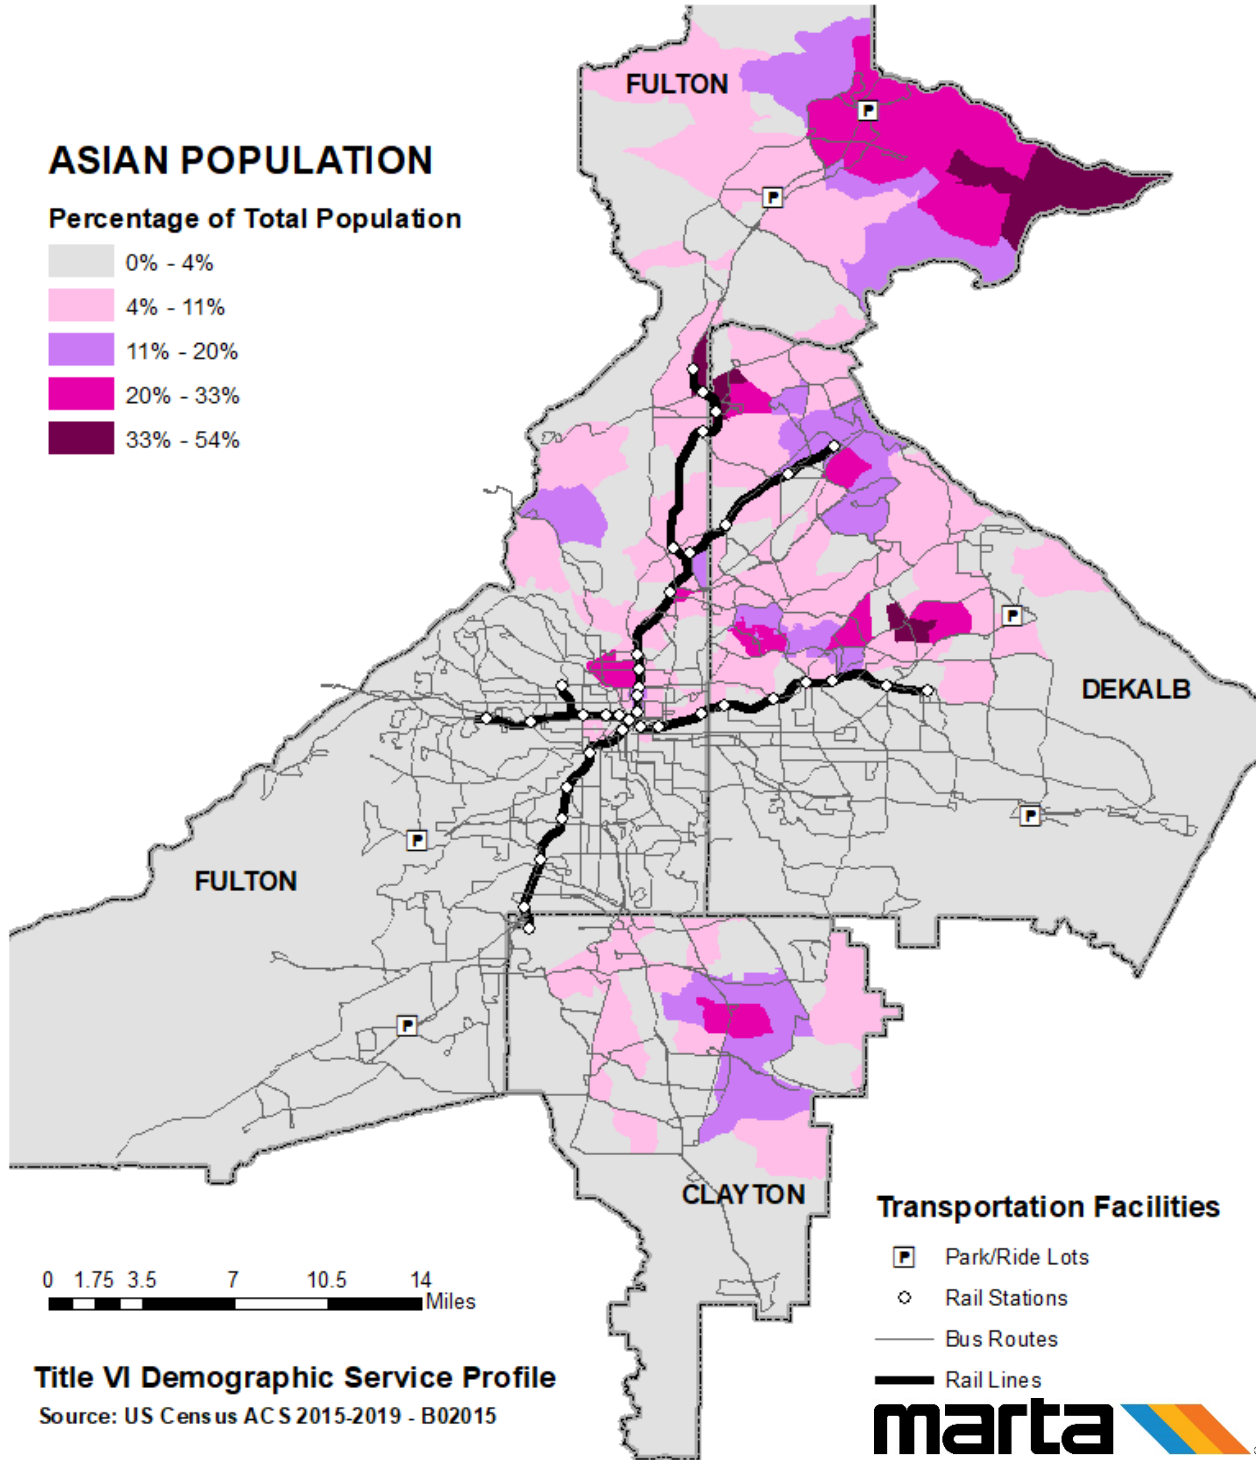 FULTON
P
ASIAN POPULATION
Percentage of Total Population
0% - 4%
4% - 11%
11% - 20%
20% - 33%
33% - 54%
P
P
DEKALB
P
P
FULTON
P
CLAYTON
Transportation Facilities
P Park/Ride Lots
Rail Stations
Bus Routes
Rail Lines
0 1.75 3.5 7 10.5 14
Miles
Title VI Demographic Service Profile
Source: US Census ACS 2015-2019 - B02015
marta